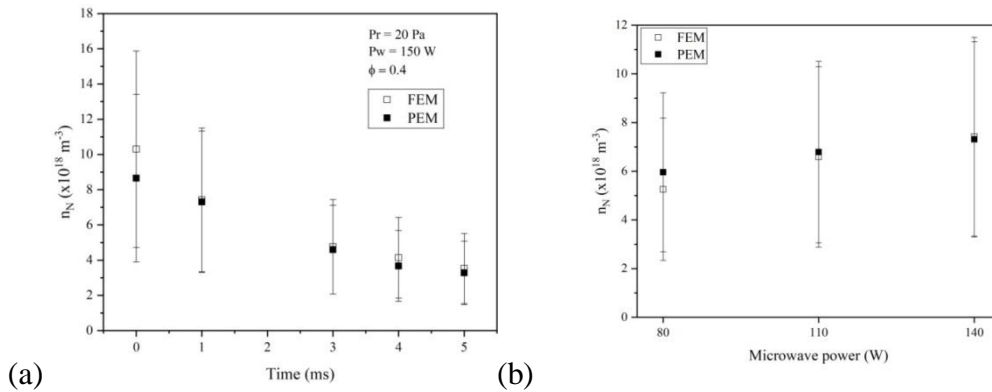 18
16
14
12
10
8
6
4
2
0
n_N (x10^18 m^-3)
Pr = 20 Pa
Pw = 150 W
ϕ = 0.4
FEM
PEM
0 1 2 3 4 5
Time (ms)
(a)
12
10
8
6
4
2
0
n_N (x10^18 m^-3)
FEM
PEM
80 110 140
Microwave power (W)
(b)